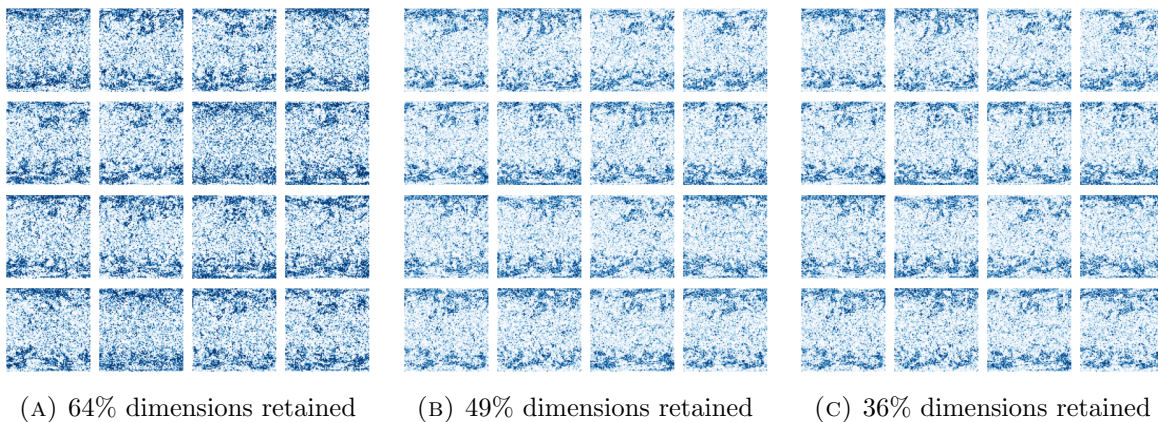 (A) 64% dimensions retained
(B) 49% dimensions retained
(C) 36% dimensions retained